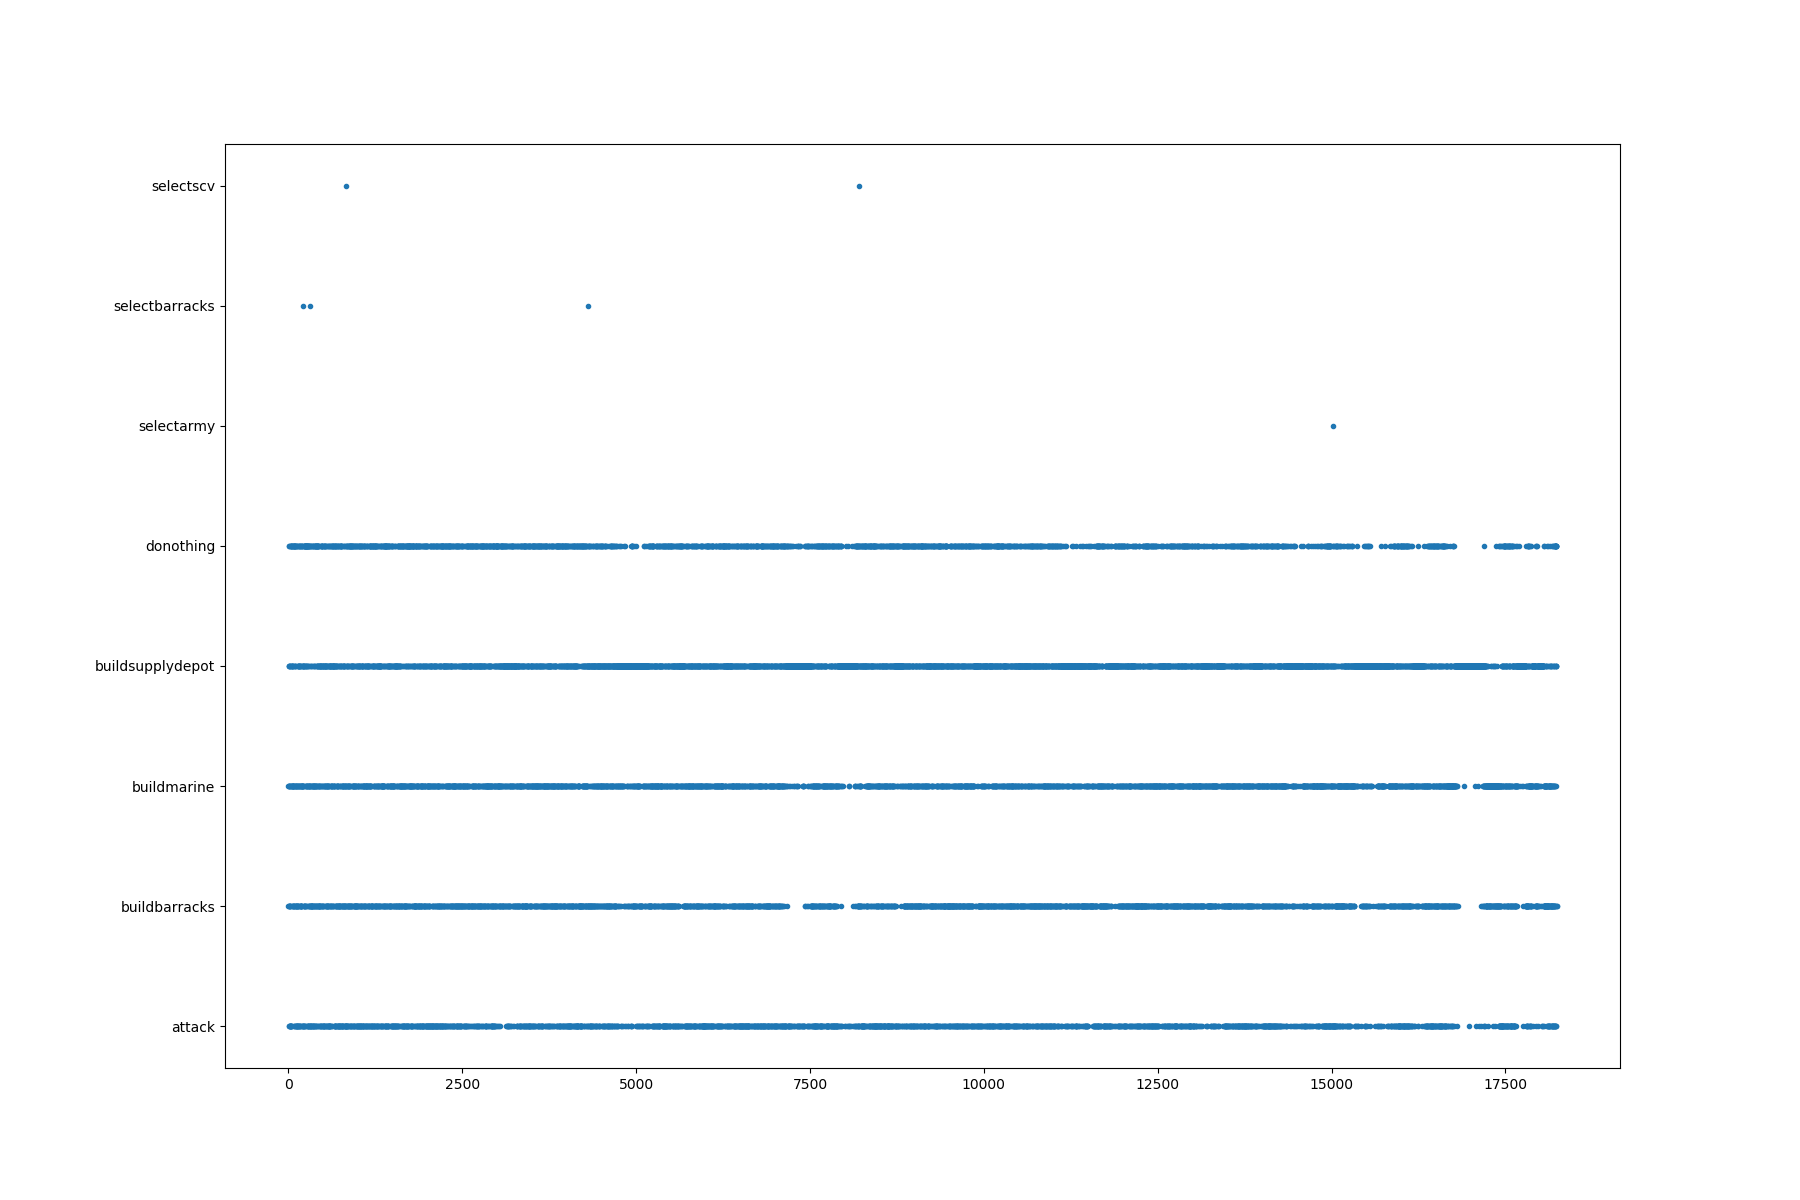 selectscv
selectbarracks
selectarmy
donothing
buildsupplydepot
buildmarine
buildbarracks
attack
0 2500 5000 7500 10000 12500 15000 17500